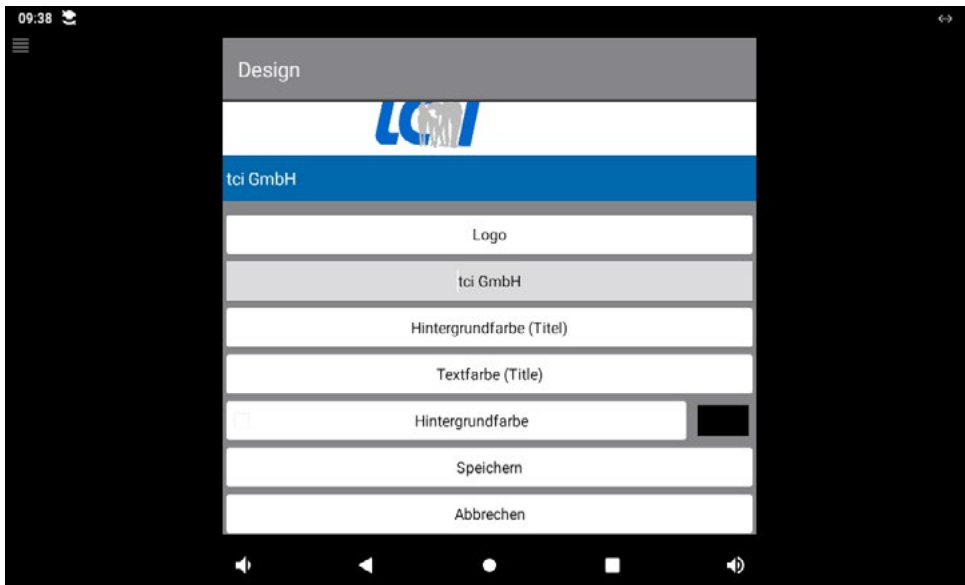 09:38
Design
tci
tci GmbH
Logo
tci GmbH
Hintergrundfarbe (Titel)
Textfarbe (Title)
Hintergrundfarbe
Speichern
Abbrechen